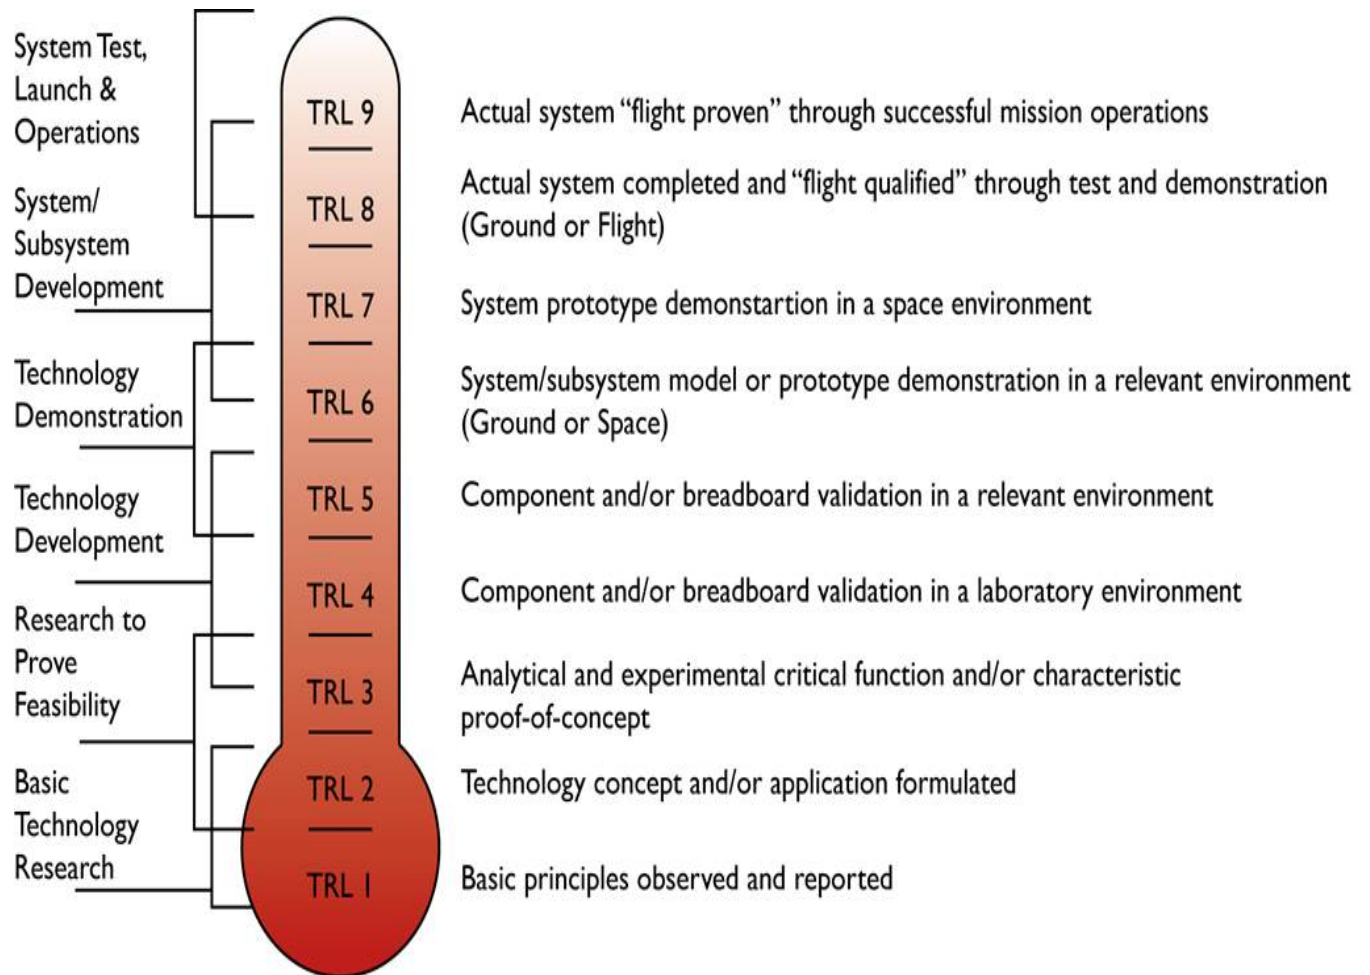 System Test,
Launch &
Operations
System/
Subsystem
Development
Technology
Demonstration
Technology
Development
Research to
Prove
Feasibility
Basic
Technology
Research
TRL 9
TRL 8
TRL 7
TRL 6
TRL 5
TRL 4
TRL 3
TRL 2
TRL 1
Actual system “flight proven” through successful mission operations
Actual system completed and “flight qualified” through test and demonstration
(Ground or Flight)
System prototype demonstartion in a space environment
System/subsystem model or prototype demonstration in a relevant environment
(Ground or Space)
Component and/or breadboard validation in a relevant environment
Component and/or breadboard validation in a laboratory environment
Analytical and experimental critical function and/or characteristic
proof-of-concept
Technology concept and/or application formulated
Basic principles observed and reported